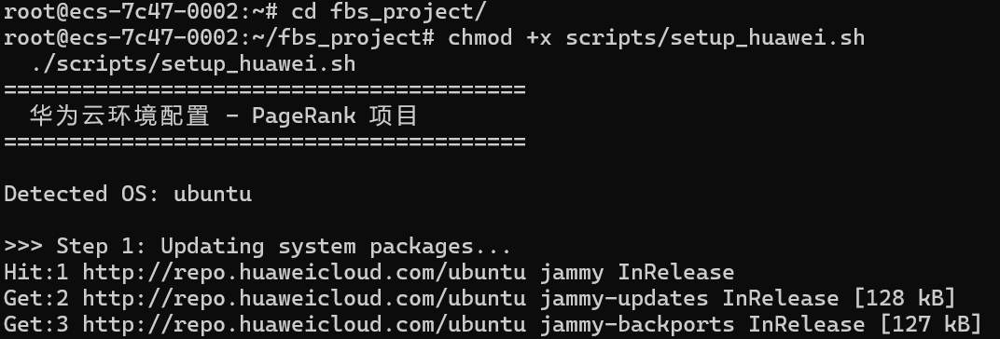 root@ecs-7c47-0002:~# cd fbs_project/
root@ecs-7c47-0002:~/fbs_project# chmod +x scripts/setup_huawei.sh
  ./scripts/setup_huawei.sh
========================================
  华为云环境配置 - PageRank 项目
========================================

Detected OS: ubuntu

>>> Step 1: Updating system packages...
Hit:1 http://repo.huaweicloud.com/ubuntu jammy InRelease
Get:2 http://repo.huaweicloud.com/ubuntu jammy-updates InRelease [128 kB]
Get:3 http://repo.huaweicloud.com/ubuntu jammy-backports InRelease [127 kB]